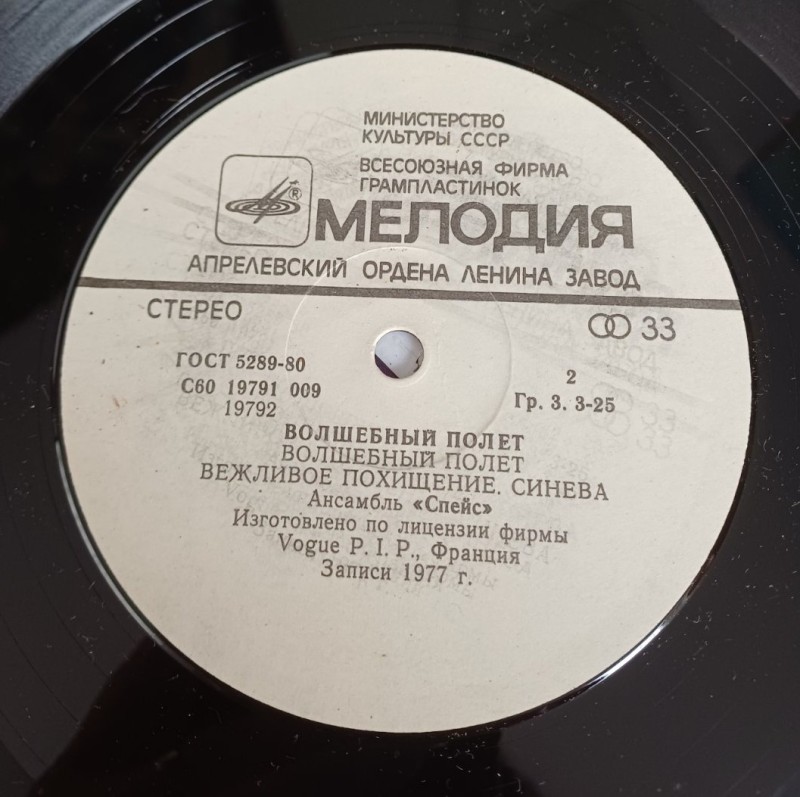 МИНИСТЕРСТВО
КУЛЬТУРЫ СССР
ВСЕСОЮЗНАЯ ФИРМА
ГРАМПЛАСТИНОК
®
МЕЛОДИЯ
АПРЕЛЕВСКИЙ ОРДЕНА ЛЕНИНА ЗАВОД
СТЕРЕО
33
ГОСТ 5289-80
С60 19791 009
19792
2
Гр. 3. 3-25
ВОЛШЕБНЫЙ ПОЛЕТ
ВОЛШЕБНЫЙ ПОЛЕТ
ВЕЖЛИВОЕ ПОХИЩЕНИЕ. СИНЕВА
Ансамбль «Спейс»
Изготовлено по лицензии фирмы
Vogue P. I. P., Франция
Записи 1977 г.